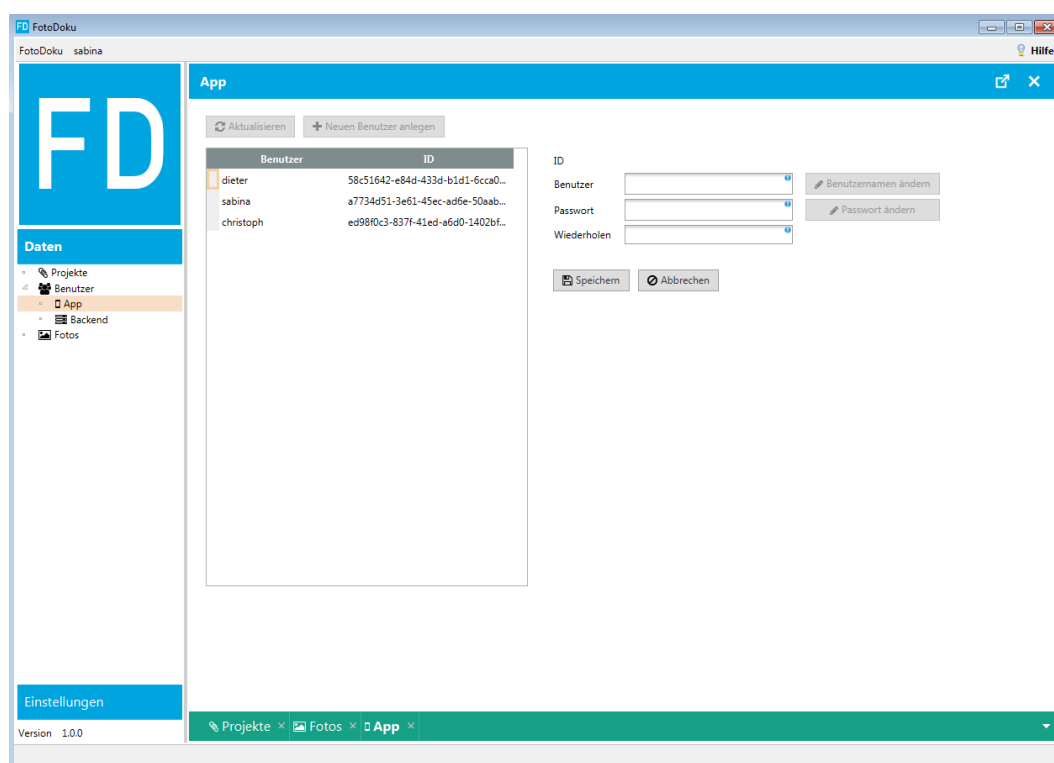 FD FotoDoku
FotoDoku sabina Hilfe
FD
App
Aktualisieren Neuen Benutzer anlegen
Benutzer ID
dieter 58c51642-e84d-433d-b1d1-6cca0...
sabina a7734d51-3e61-45ec-ad6e-50aab...
christoph ed98f0c3-837f-41ed-a6d0-1402bf...
ID
Benutzer Benutzernamen ändern
Passwort Passwort ändern
Wiederholen
Speichern Abbrechen
Daten
Projekte
Benutzer
App
Backend
Fotos
Einstellungen
Version 1.0.0
Projekte Fotos App